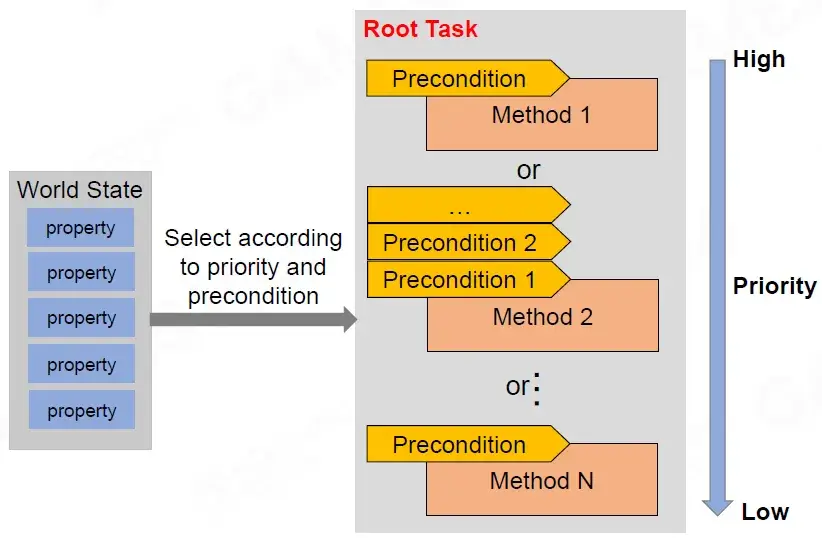 World State
property
property
property
property
property
Select according
to priority and
precondition
Root Task
Precondition
Method 1
or
...
Precondition 2
Precondition 1
Method 2
or
Precondition
Method N
High
Priority
Low